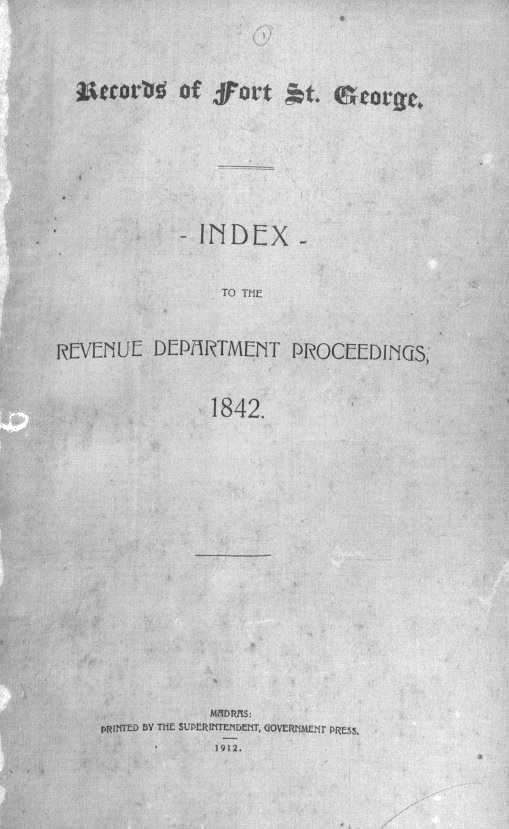 1
Records of Fort St. George.
- INDEX -
TO THE
REVENUE DEPARTMENT PROCEEDINGS,
1842.
MADRAS:
PRINTED BY THE SUPERINTENDENT, GOVERNMENT PRESS.
1912.